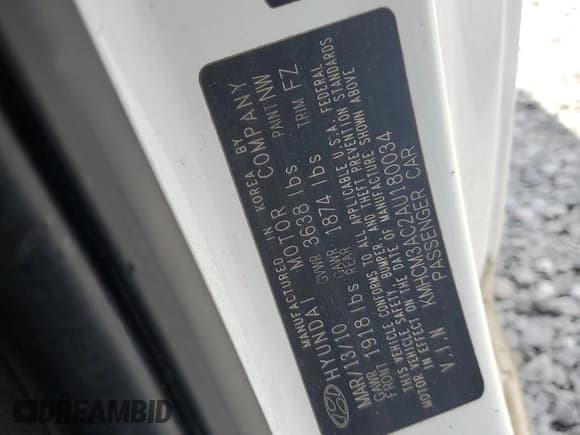 MANUFACTURED IN KOREA BY
HYUNDAI MOTOR COMPANY
MAR/13/10 GVWR 3638 lbs PAINT NW
GAWR FRONT 1918 lbs GAWR REAR 1874 lbs TRIM FZ
THIS VEHICLE CONFORMS TO ALL APPLICABLE U.S.A. FEDERAL
MOTOR VEHICLE SAFETY, BUMPER, AND THEFT PREVENTION STANDARDS
IN EFFECT ON THE DATE OF MANUFACTURE SHOWN ABOVE
V.I.N KMHCM3AC2AU180034
PASSENGER CAR
DREAMBID